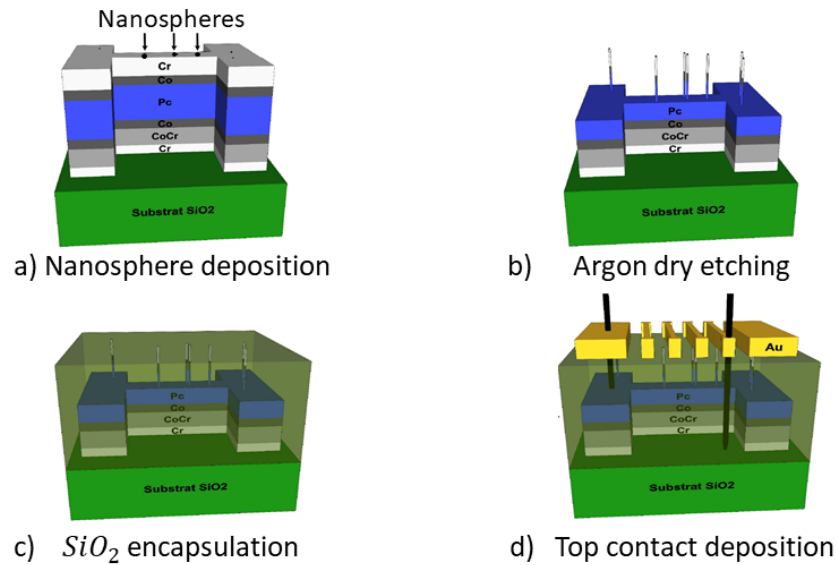 Nanospheres
Cr
Co
Pc
Co
CoCr
Cr
Substrat SiO2
a) Nanosphere deposition
Pc
Co
CoCr
Cr
Substrat SiO2
b) Argon dry etching
Pc
Co
CoCr
Cr
Substrat SiO2
c) SiO₂ encapsulation
Au
Pc
Co
CoCr
Cr
Substrat SiO2
d) Top contact deposition